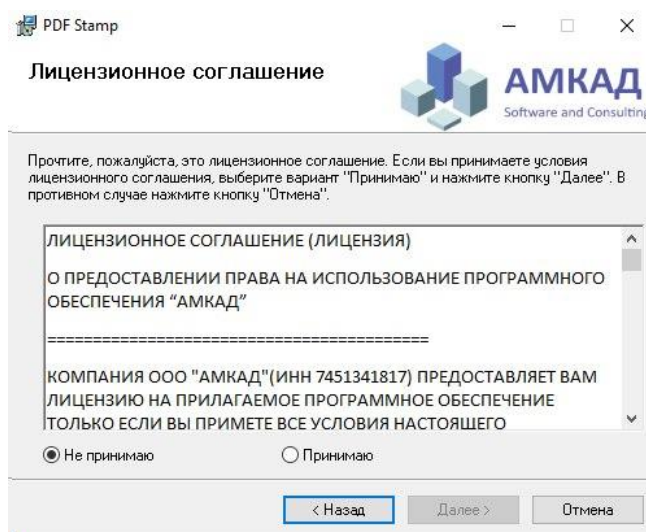 PDF Stamp
Лицензионное соглашение
АМКАД
Software and Consulting
Прочтите, пожалуйста, это лицензионное соглашение. Если вы принимаете условия
лицензионного соглашения, выберите вариант "Принимаю" и нажмите кнопку "Далее". В
противном случае нажмите кнопку "Отмена".
ЛИЦЕНЗИОННОЕ СОГЛАШЕНИЕ (ЛИЦЕНЗИЯ)
О ПРЕДОСТАВЛЕНИИ ПРАВА НА ИСПОЛЬЗОВАНИЕ ПРОГРАММНОГО
ОБЕСПЕЧЕНИЯ “АМКАД”
==========================================
КОМПАНИЯ ООО "АМКАД"(ИНН 7451341817) ПРЕДОСТАВЛЯЕТ ВАМ
ЛИЦЕНЗИЮ НА ПРИЛАГАЕМОЕ ПРОГРАММНОЕ ОБЕСПЕЧЕНИЕ
ТОЛЬКО ЕСЛИ ВЫ ПРИМЕТЕ ВСЕ УСЛОВИЯ НАСТОЯЩЕГО
Не принимаю
Принимаю
< Назад
Далее >
Отмена